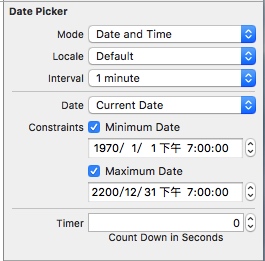 Date Picker
Mode Date and Time
Locale Default
Interval 1 minute
Date Current Date
Constraints Minimum Date
1970/ 1/ 1 下午 7:00:00
Maximum Date
2200/12/31 下午 7:00:00
Timer 0
Count Down in Seconds